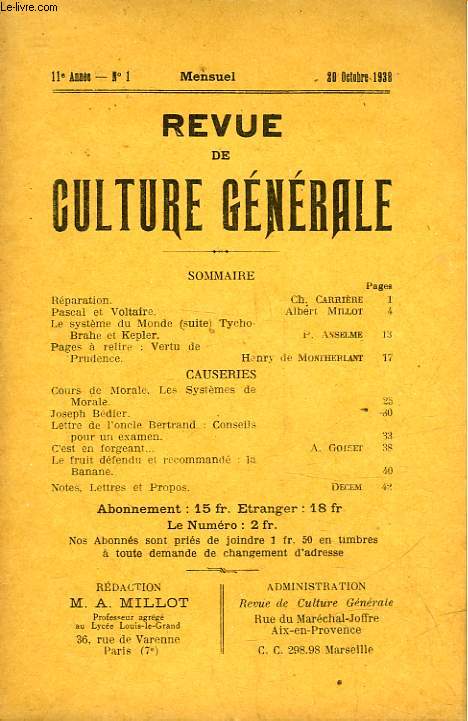 Le-livre.com
11e Année — N° 1 Mensuel 20 Octobre 1938
REVUE
DE
CULTURE GÉNÉRALE
SOMMAIRE
Pages
Réparation. Ch. CARRIÈRE 1
Pascal et Voltaire. Albert MILLOT 4
Le système du Monde (suite) Tycho-
Brahe et Kepler. P. ANSELME 13
Pages à relire : Vertu de
Prudence. Henry de MONTHERLANT 17
CAUSERIES
Cours de Morale. Les Systèmes de
Morale. 25
Joseph Bédier. 30
Lettre de l'oncle Bertrand : Conseils
pour un examen. 33
C'est en forgeant... A. GOISET 38
Le fruit défendu et recommandé : la
Banane. 40
Notes, Lettres et Propos. DECEM 42
Abonnement : 15 fr. Etranger : 18 fr
Le Numéro : 2 fr.
Nos Abonnés sont priés de joindre 1 fr. 50 en timbres
à toute demande de changement d'adresse
RÉDACTION
M. A. MILLOT
Professeur agrégé
au Lycée Louis-le-Grand
36, rue de Varenne
Paris (7e)
ADMINISTRATION
Revue de Culture Générale
Rue du Maréchal-Joffre
Aix-en-Provence
C. C. 298.98 Marseille